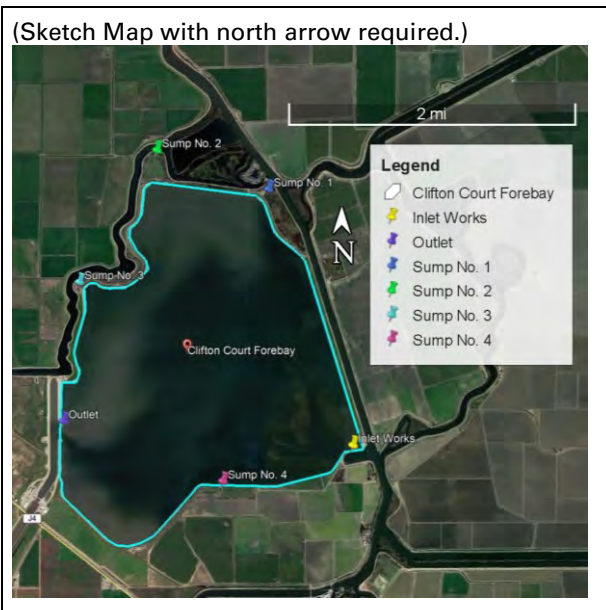 (Sketch Map with north arrow required.)
2 mi
Sump No. 2
Sump No. 1
Legend
Clifton Court Forebay
Inlet Works
Outlet
Sump No. 1
Sump No. 2
Sump No. 3
Sump No. 4
N
Sump No. 3
Clifton Court Forebay
Outlet
Inlet Works
Sump No. 4
J4